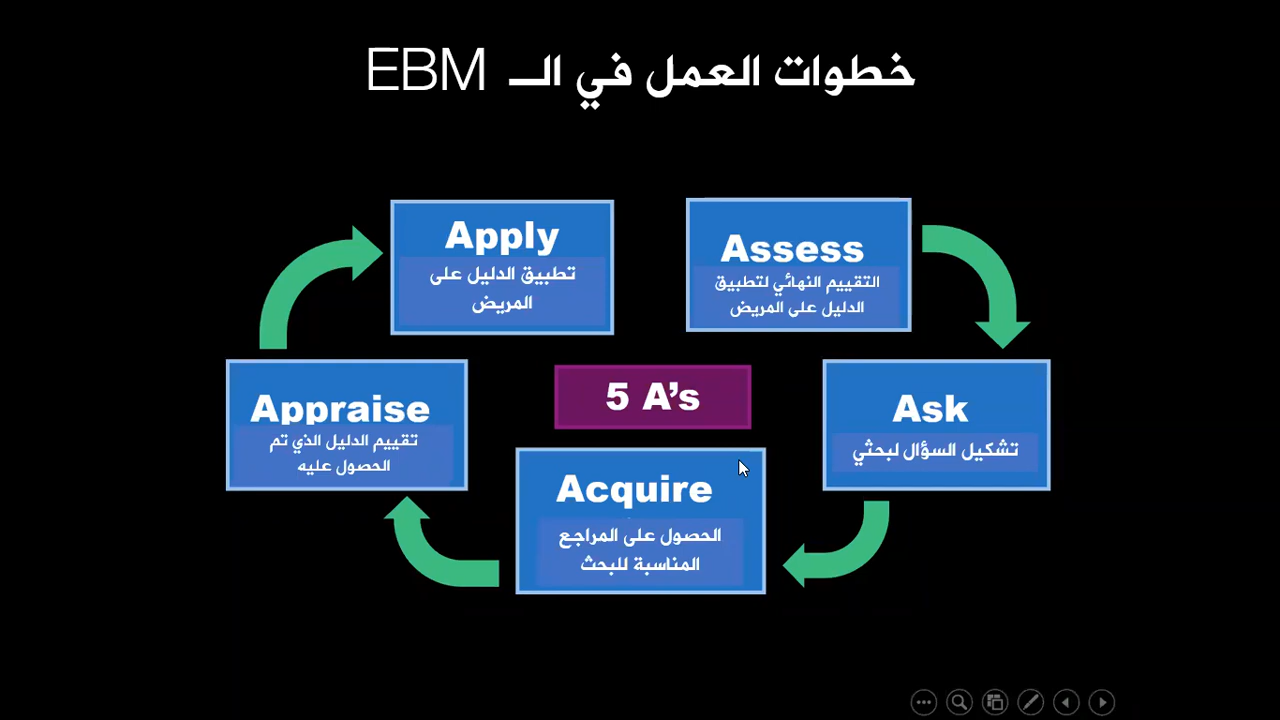 خطوات العمل في الـ EBM
Assess
التقييم النهائي لتطبيق
الدليل على المريض
Apply
تطبيق الدليل على
المريض
Ask
تشكيل السؤال لبحثي
5 A’s
Appraise
تقييم الدليل الذي تم
الحصول عليه
Acquire
الحصول على المراجع
المناسبة للبحث